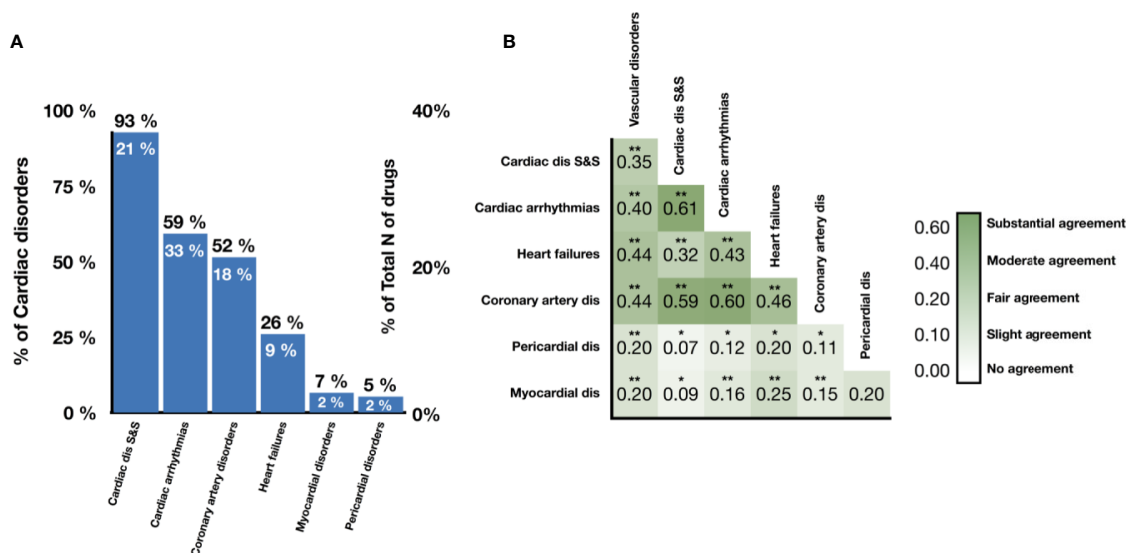 A
B
% of Cardiac disorders
100 %
75 %
50 %
25 %
0 %
93 %
21 %
59 %
33 %
52 %
18 %
26 %
9 %
7 %
2 %
5 %
2 %
40%
20%
0%
% of Total N of drugs
Cardiac dis S&S
Cardiac arrhythmias
Coronary artery disorders
Heart failures
Myocardial disorders
Pericardial disorders
Vascular disorders
Cardiac dis S&S
Cardiac arrhythmias
Heart failures
Coronary artery dis
Pericardial dis
Cardiac dis S&S
** 
0.35
Cardiac arrhythmias
** **
0.40 0.61
Heart failures
** ** **
0.44 0.32 0.43
Coronary artery dis
** ** ** **
0.44 0.59 0.60 0.46
Pericardial dis
** * * * *
0.20 0.07 0.12 0.20 0.11
Myocardial dis
** * ** ** **
0.20 0.09 0.16 0.25 0.15 0.20
0.60 Substantial agreement
0.40 Moderate agreement
0.20 Fair agreement
0.10 Slight agreement
0.00 No agreement